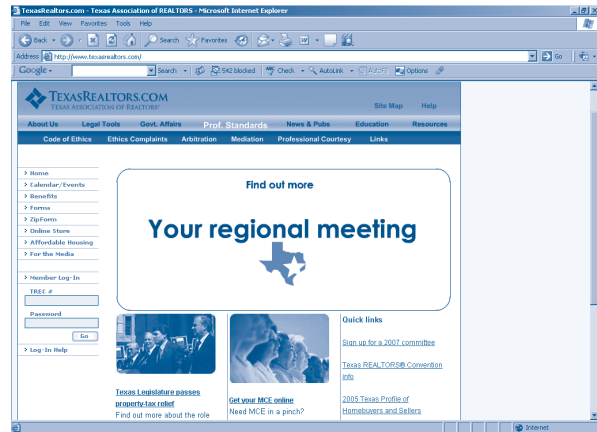 TexasRealtors.com - Texas Association of REALTORS - Microsoft Internet Explorer
File Edit View Favorites Tools Help
Back Search Favorites
Address http://www.texasrealtors.com/ Go
Google Search 542 blocked Check AutoLink AutoFill Options
TEXASREALTORS.COM
TEXAS ASSOCIATION OF REALTORS®
Site Map Help
About Us Legal Tools Govt. Affairs Prof. Standards News & Pubs Education Resources
Code of Ethics Ethics Complaints Arbitration Mediation Professional Courtesy Links
> Home
> Calendar/Events
> Benefits
> Forms
> ZipForm
> Online Store
> Affordable Housing
> For the Media
> Member Log-In
TREC #
Password
Go
> Log-In Help
Find out more
Your regional meeting
Texas Legislature passes
property-tax relief
Find out more about the role
Get your MCE online
Need MCE in a pinch?
Quick links
Sign up for a 2007 committee
Texas REALTORS® Convention
info
2005 Texas Profile of
Homebuyers and Sellers
Internet